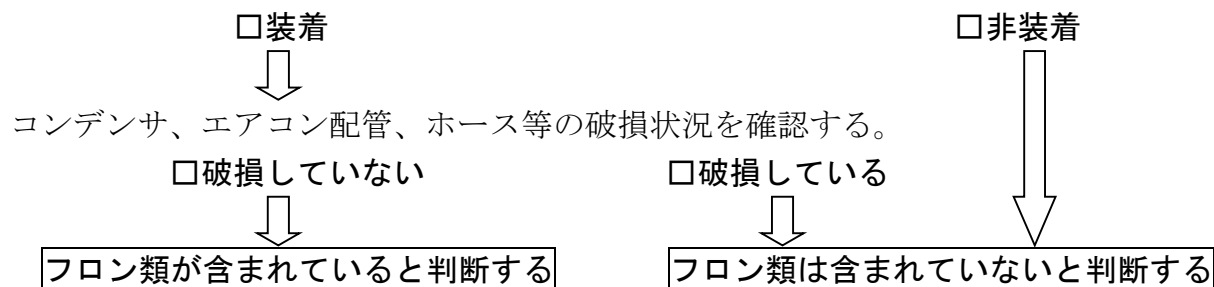 □装着
□非装着
コンデンサ、エアコン配管、ホース等の破損状況を確認する。
□破損していない
□破損している
フロン類が含まれていると判断する
フロン類は含まれていないと判断する